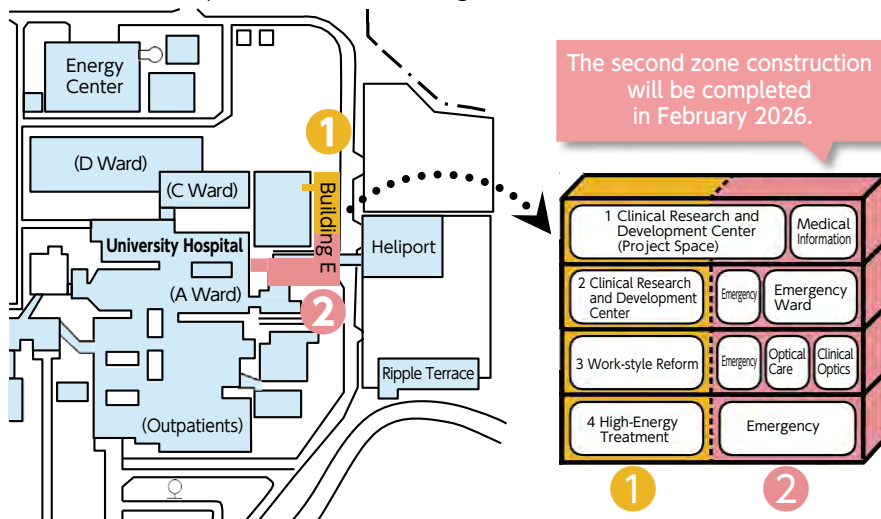 Energy
Center
(D Ward)
(C Ward)
University Hospital
(A Ward)
(Outpatients)
1
Building E
2
Heliport
Ripple Terrace
The second zone construction
will be completed
in February 2026.
1 Clinical Research and
Development Center
(Project Space)
Medical
Information
2 Clinical
Research
and Development
Center
Emergency
Emergency
Ward
3 Work-style Reform
Emergency
Optical
Care
Clinical
Optics
4 High-Energy
Treatment
Emergency
1
2